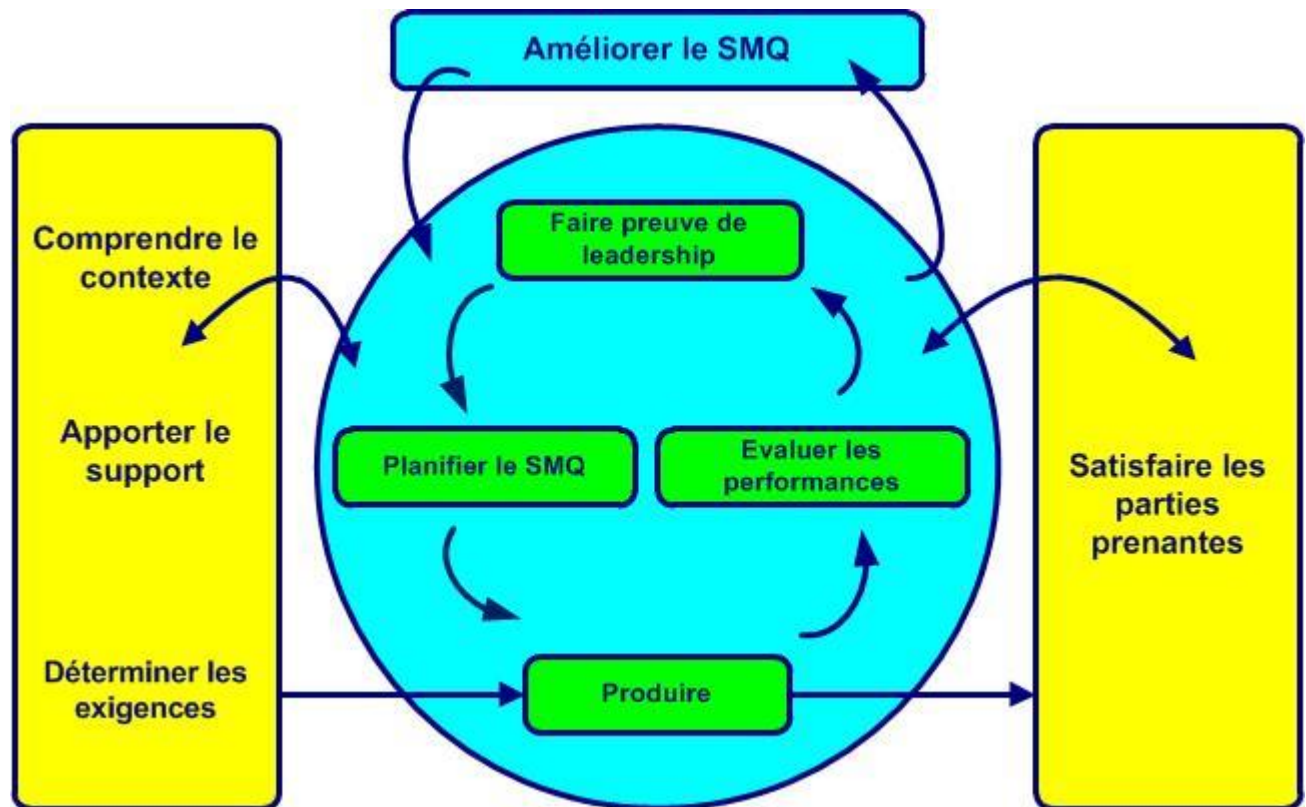 Améliorer le SMQ
Comprendre le
contexte
Apporter le
support
Déterminer les
exigences
Faire preuve de
leadership
Planifier le SMQ
Evaluer les
performances
Produire
Satisfaire les
parties
prenantes